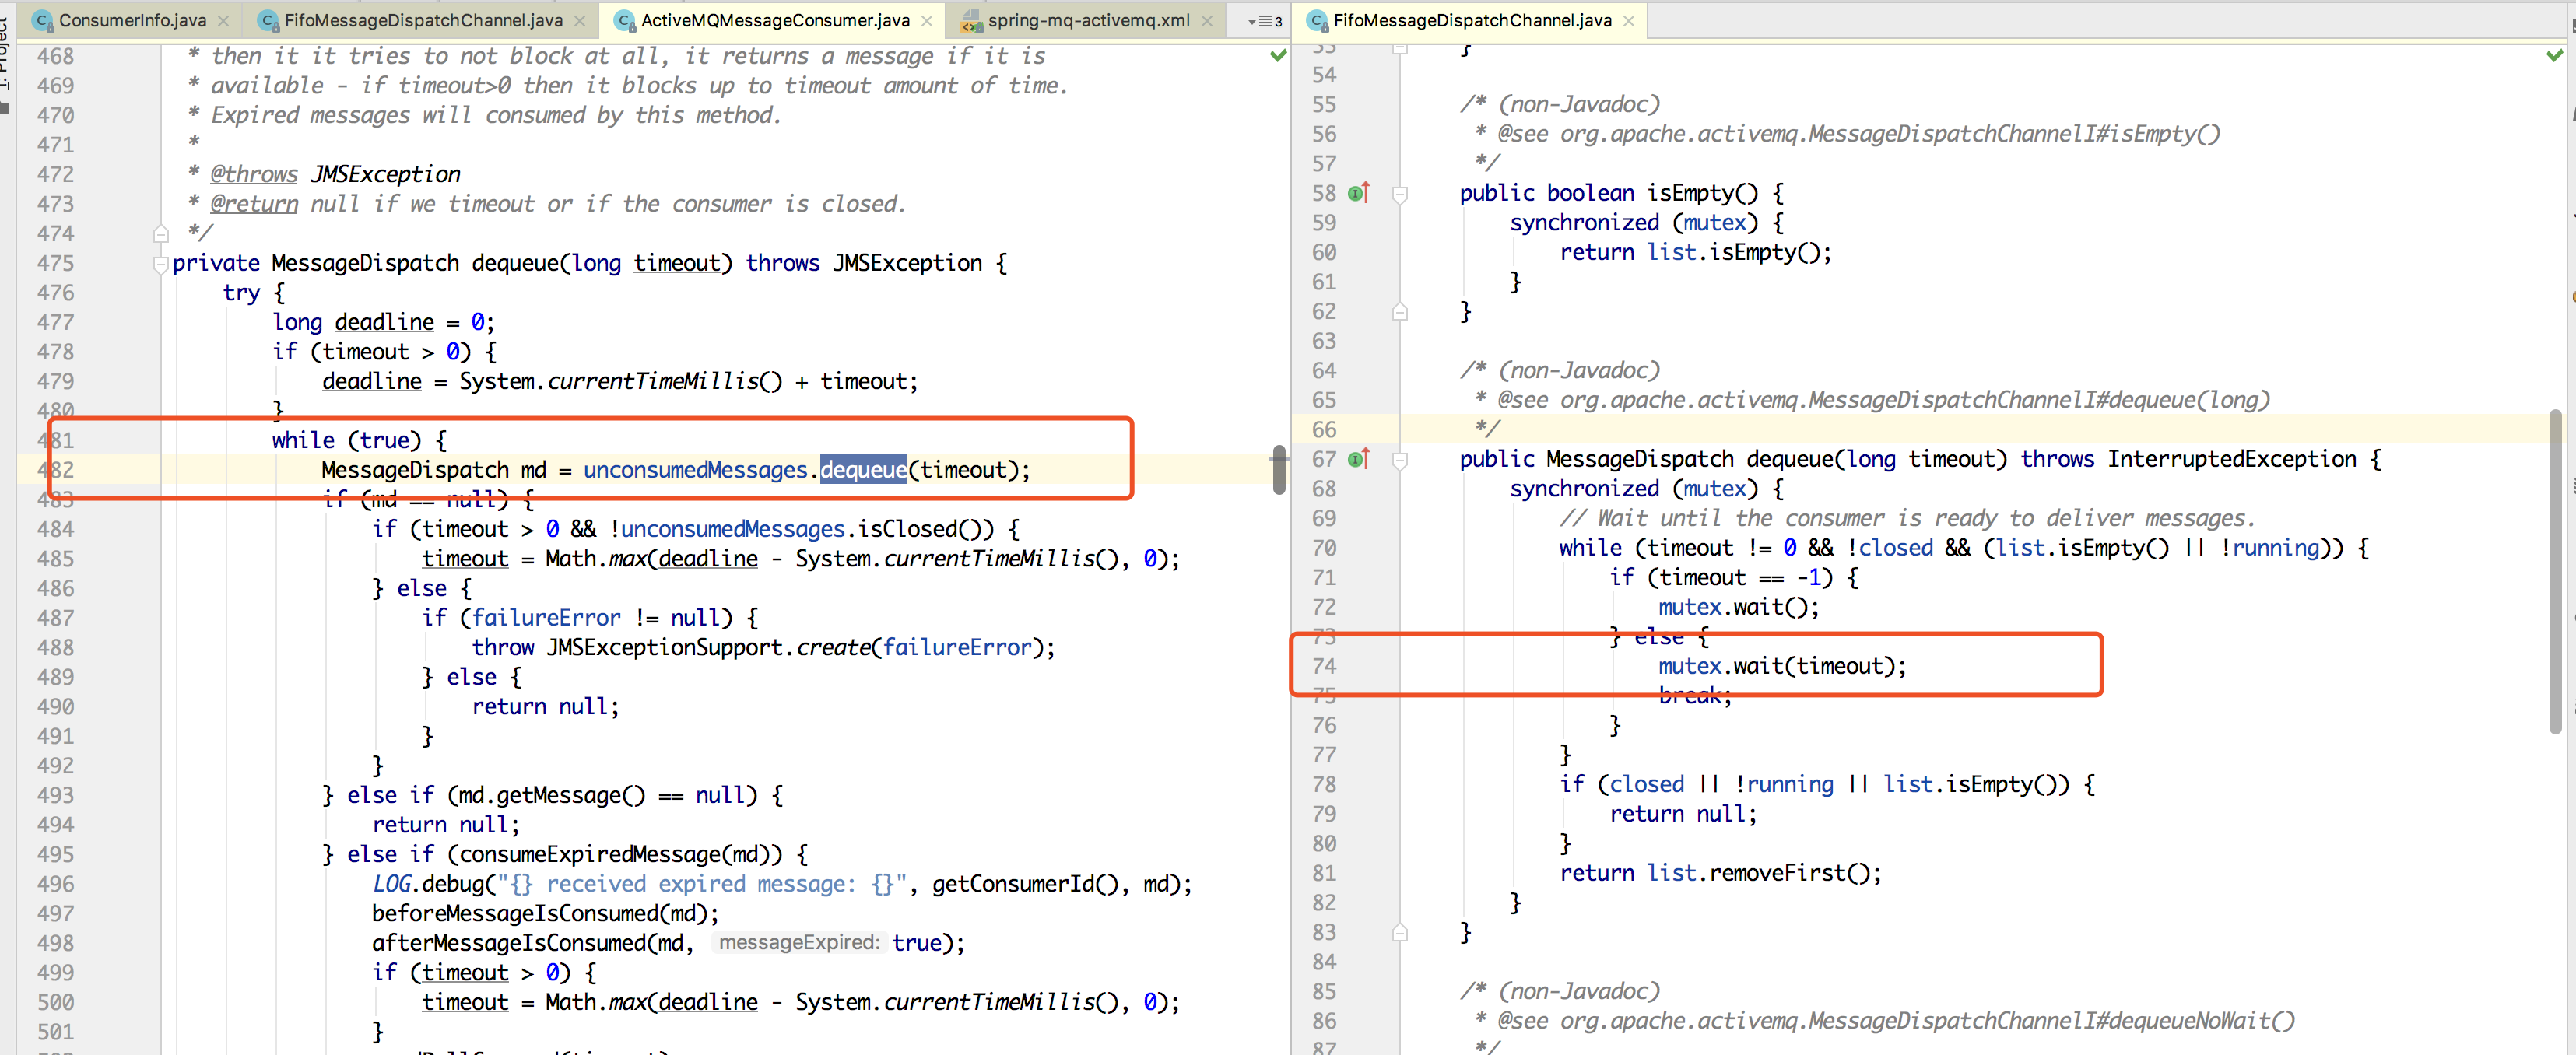 ConsumerInfo.java
FifoMessageDispatchChannel.java
ActiveMQMessageConsumer.java
spring-mq-activemq.xml
3
1: Project
468 * then it it tries to not block at all, it returns a message if it is
469 * available - if timeout>0 then it blocks up to timeout amount of time.
470 * Expired messages will consumed by this method.
471 *
472 * @throws JMSException
473 * @return null if we timeout or if the consumer is closed.
474 */
475 private MessageDispatch dequeue(long timeout) throws JMSException {
476 try {
477 long deadline = 0;
478 if (timeout > 0) {
479 deadline = System.currentTimeMillis() + timeout;
480 }
481 while (true) {
482 MessageDispatch md = unconsumedMessages.dequeue(timeout);
483 if (md == null) {
484 if (timeout > 0 && !unconsumedMessages.isClosed()) {
485 timeout = Math.max(deadline - System.currentTimeMillis(), 0);
486 } else {
487 if (failureError != null) {
488 throw JMSExceptionSupport.create(failureError);
489 } else {
490 return null;
491 }
492 }
493 } else if (md.getMessage() == null) {
494 return null;
495 } else if (consumeExpiredMessage(md)) {
496 LOG.debug("{} received expired message: {}", getConsumerId(), md);
497 beforeMessageIsConsumed(md);
498 afterMessageIsConsumed(md, messageExpired: true);
499 if (timeout > 0) {
500 timeout = Math.max(deadline - System.currentTimeMillis(), 0);
501 }
FifoMessageDispatchChannel.java
53 }
54
55 /* (non-Javadoc)
56 * @see org.apache.activemq.MessageDispatchChannelI#isEmpty()
57 */
58 public boolean isEmpty() {
59 synchronized (mutex) {
60 return list.isEmpty();
61 }
62 }
63
64 /* (non-Javadoc)
65 * @see org.apache.activemq.MessageDispatchChannelI#dequeue(long)
66 */
67 public MessageDispatch dequeue(long timeout) throws InterruptedException {
68 synchronized (mutex) {
69 // Wait until the consumer is ready to deliver messages.
70 while (timeout != 0 && !closed && (list.isEmpty() || !running)) {
71 if (timeout == -1) {
72 mutex.wait();
73 } else {
74 mutex.wait(timeout);
75 break;
76 }
77 }
78 if (closed || !running || list.isEmpty()) {
79 return null;
80 }
81 return list.removeFirst();
82 }
83 }
84
85 /* (non-Javadoc)
86 * @see org.apache.activemq.MessageDispatchChannelI#dequeueNoWait()
87 */